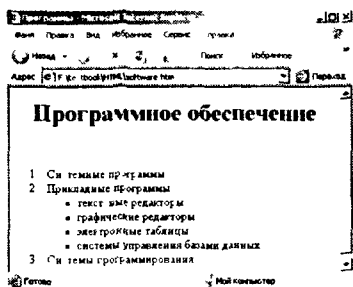 Программы
Файл Правка Вид Избранное Сервис Справка
Назад Поиск Избранное
Адрес Переход
Программное обеспечение
1 Системные программы
2 Прикладные программы
текстовые редакторы
графические редакторы
электронные таблицы
системы управления базами данных
3 Системы программирования
Готово Мой компьютер